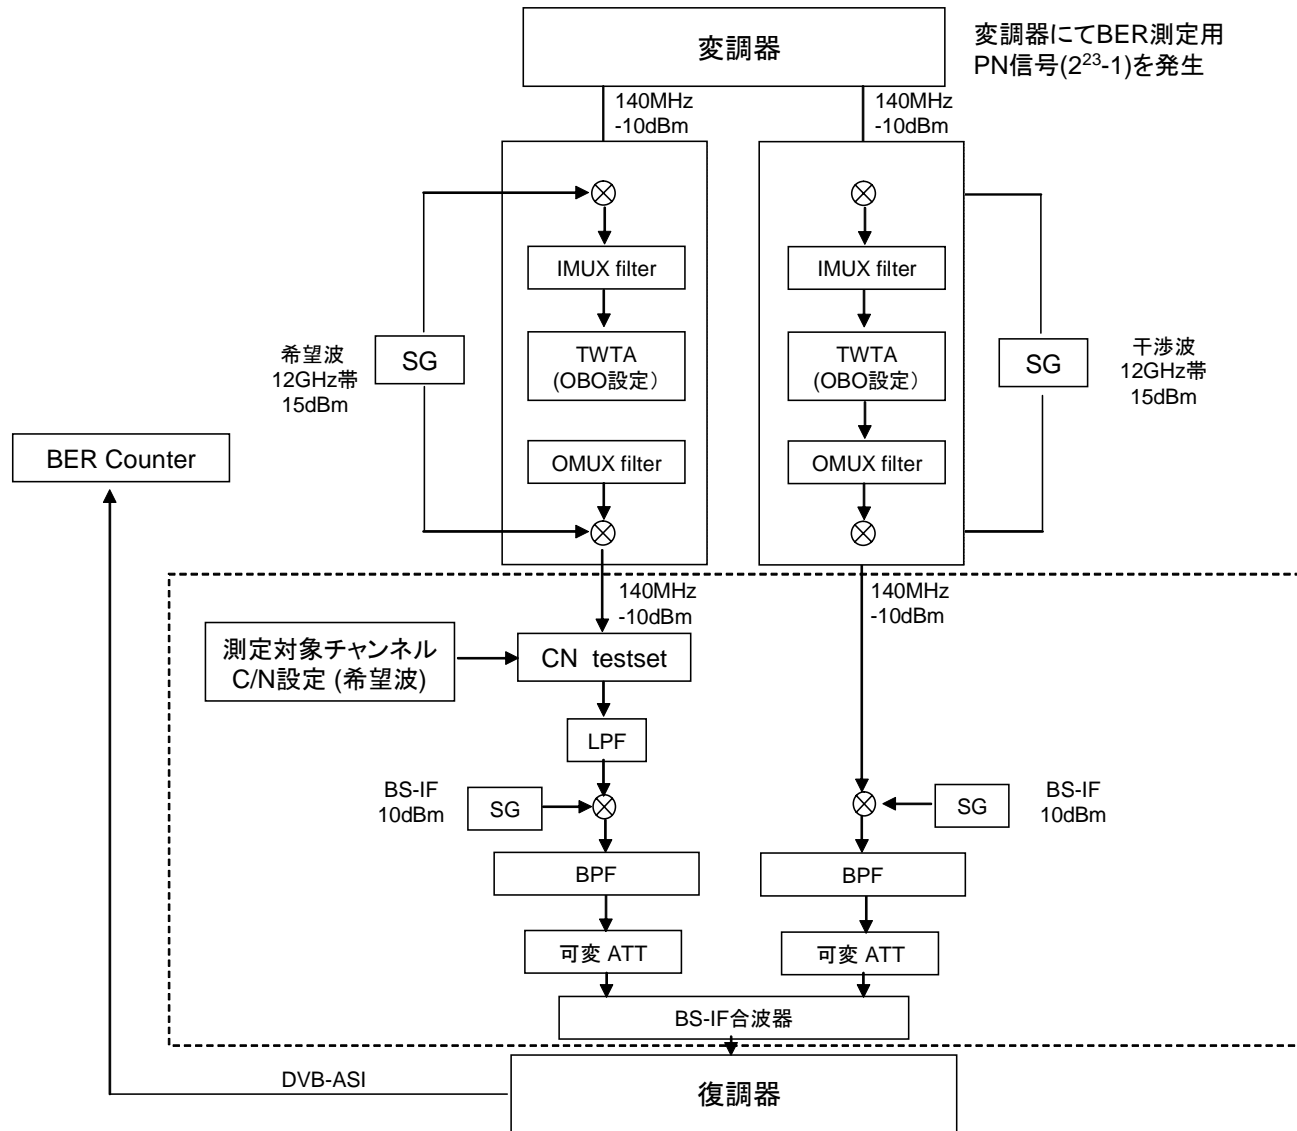 変調器
変調器にてBER測定用
PN信号(2²³-1)を発生
140MHz
-10dBm
140MHz
-10dBm
IMUX filter
IMUX filter
希望波
12GHz帯
15dBm
SG
TWTA
(OBO設定)
TWTA
(OBO設定)
SG
干渉波
12GHz帯
15dBm
BER Counter
OMUX filter
OMUX filter
140MHz
-10dBm
140MHz
-10dBm
測定対象チャンネル
C/N設定 (希望波)
CN testset
LPF
BS-IF
10dBm
SG
SG
BS-IF
10dBm
BPF
BPF
可変 ATT
可変 ATT
BS-IF合波器
DVB-ASI
復調器